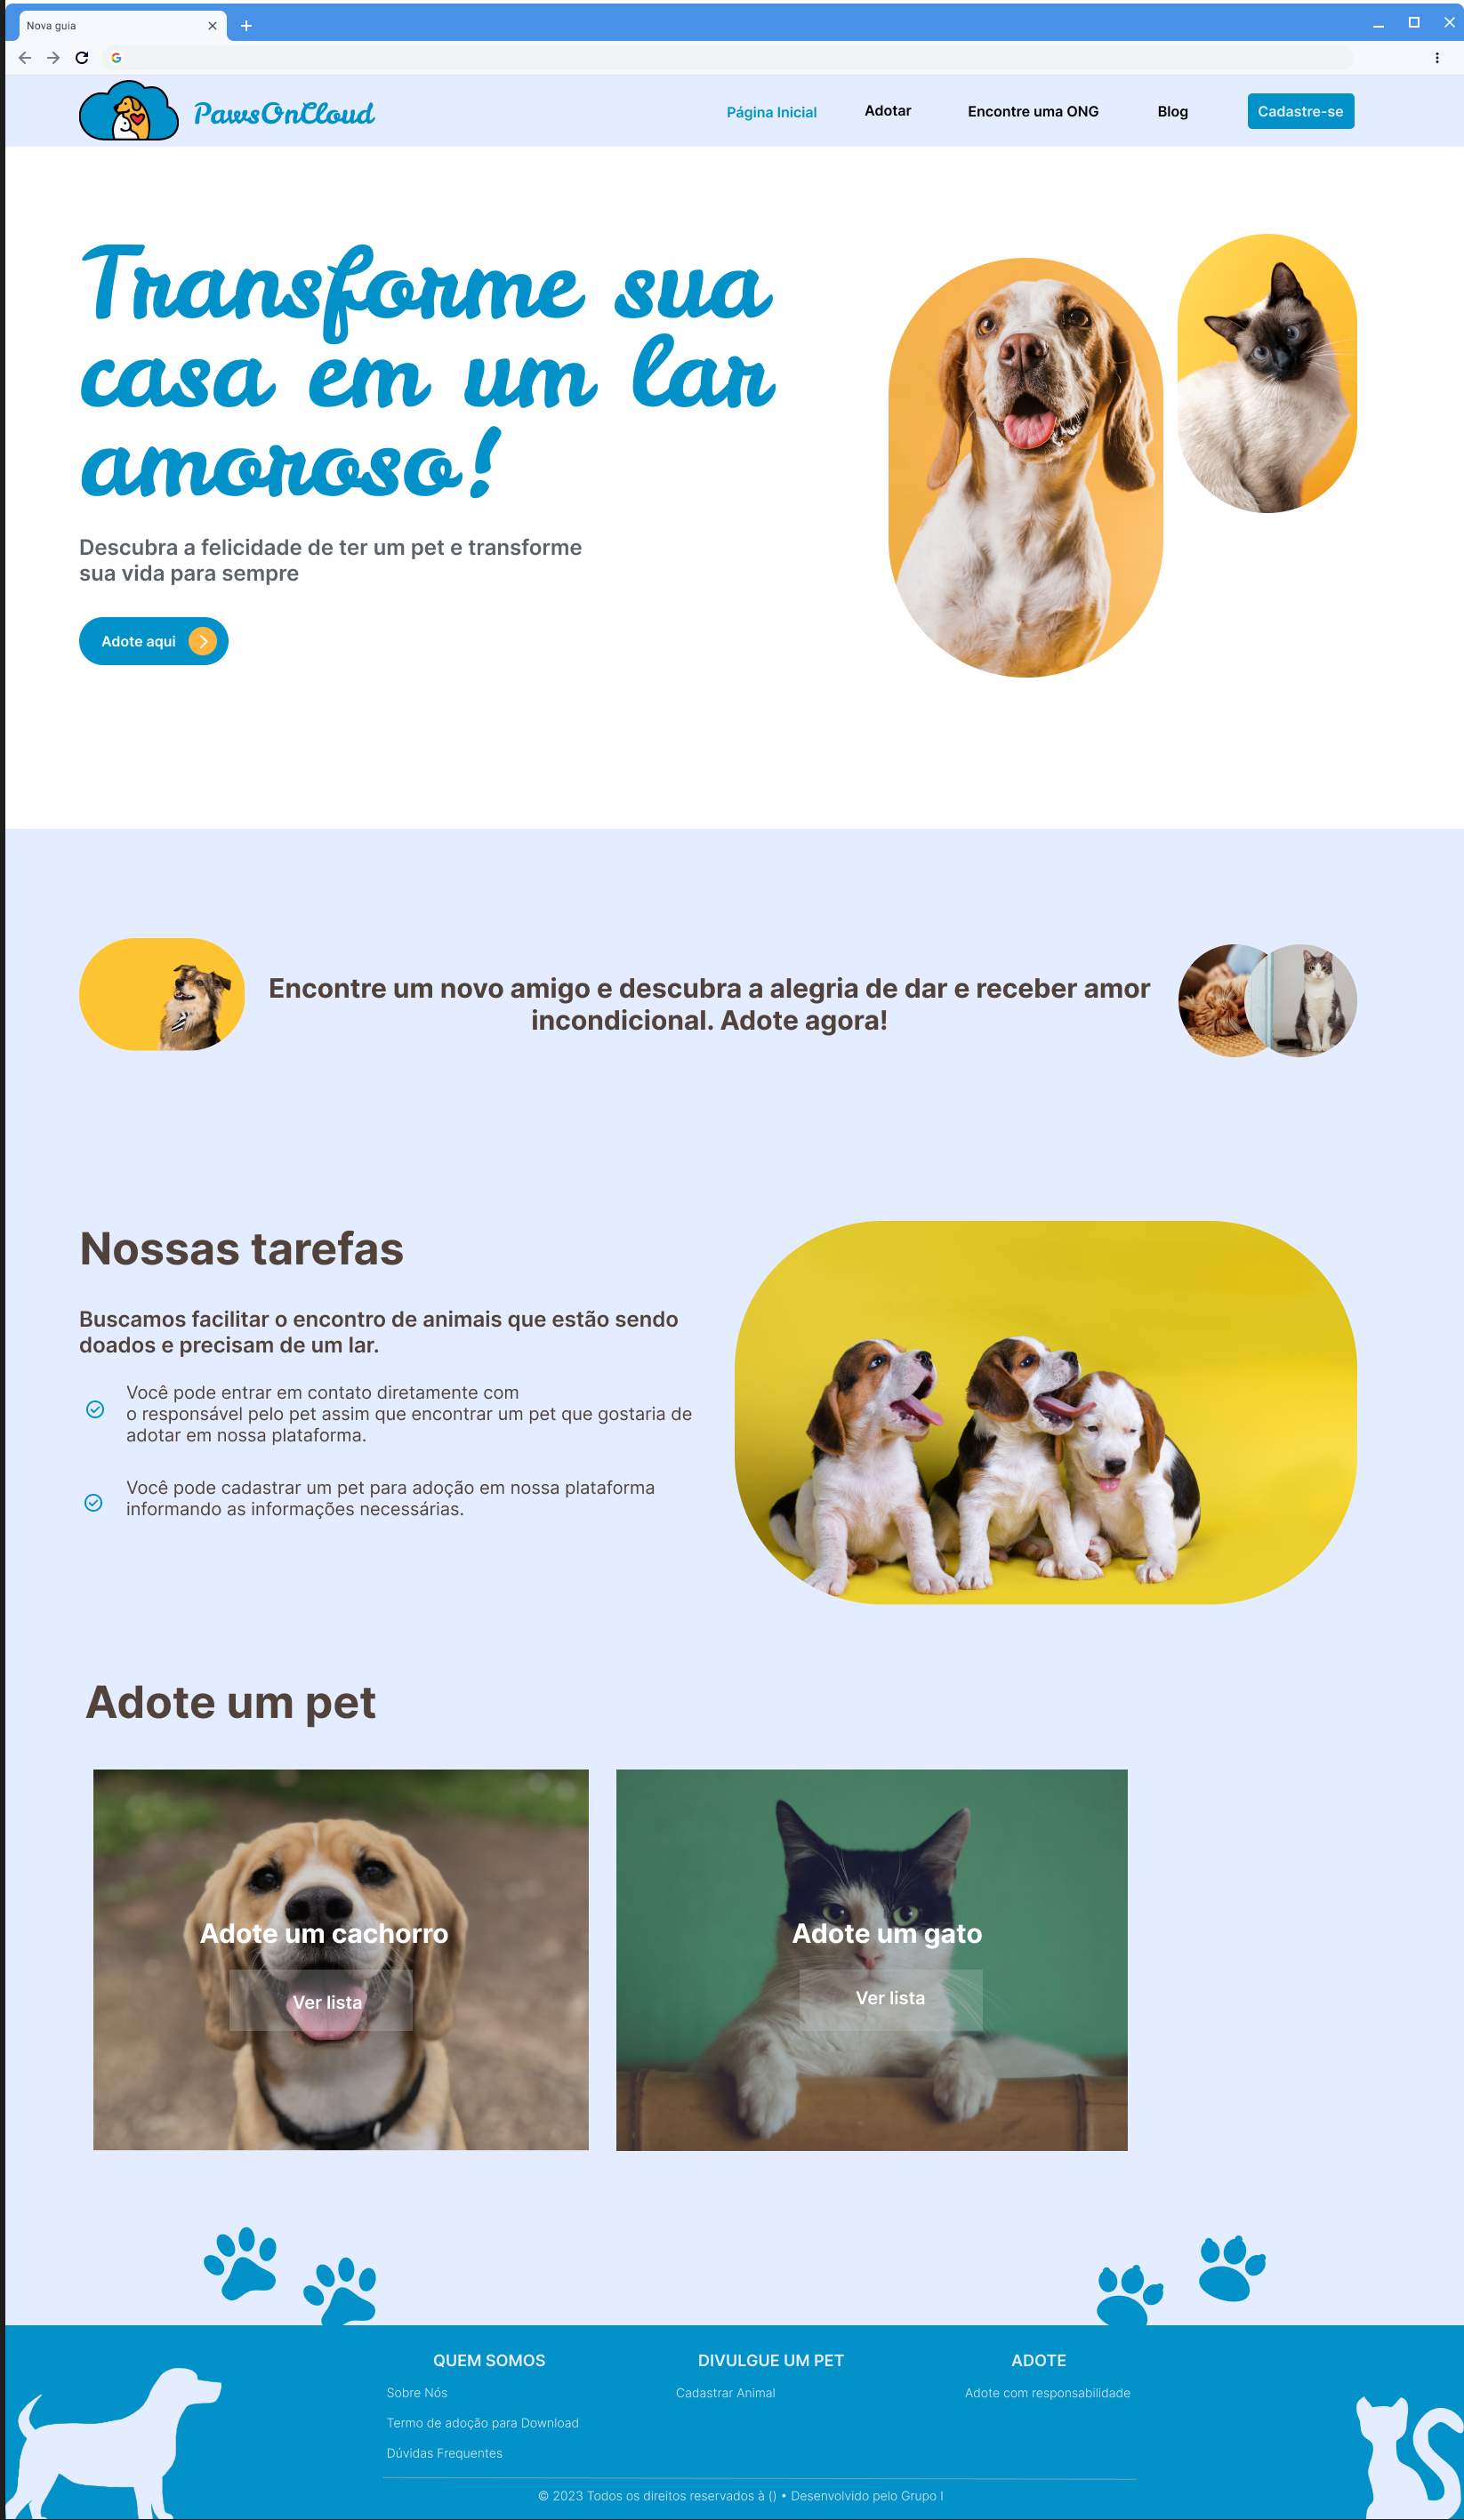 Nova guia
PawsOnCloud
Página Inicial
Adotar
Encontre uma ONG
Blog
Cadastre-se
Transforme sua
casa em um lar
amoroso!
Descubra a felicidade de ter um pet e transforme
sua vida para sempre
Adote aqui
Encontre um novo amigo e descubra a alegria de dar e receber amor
incondicional. Adote agora!
Nossas tarefas
Buscamos facilitar o encontro de animais que estão sendo
doados e precisam de um lar.
Você pode entrar em contato diretamente com
o responsável pelo pet assim que encontrar um pet que gostaria de
adotar em nossa plataforma.
Você pode cadastrar um pet para adoção em nossa plataforma
informando as informações necessárias.
Adote um pet
Adote um cachorro
Ver lista
Adote um gato
Ver lista
QUEM SOMOS
Sobre Nós
Termo de adoção para Download
Dúvidas Frequentes
DIVULGUE UM PET
Cadastrar Animal
ADOTE
Adote com responsabilidade
© 2023 Todos os direitos reservados à () • Desenvolvido pelo Grupo I